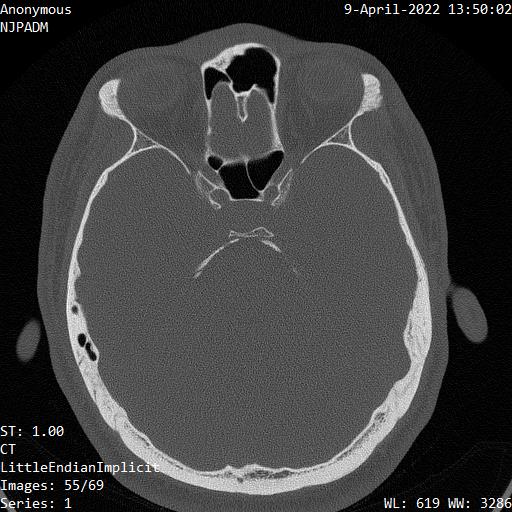 Anonymous
NJPADM
9-April-2022 13:50:02
ST: 1.00
CT
LittleEndianImplicit
Images: 55/69
Series: 1
WL: 619 WW: 3286